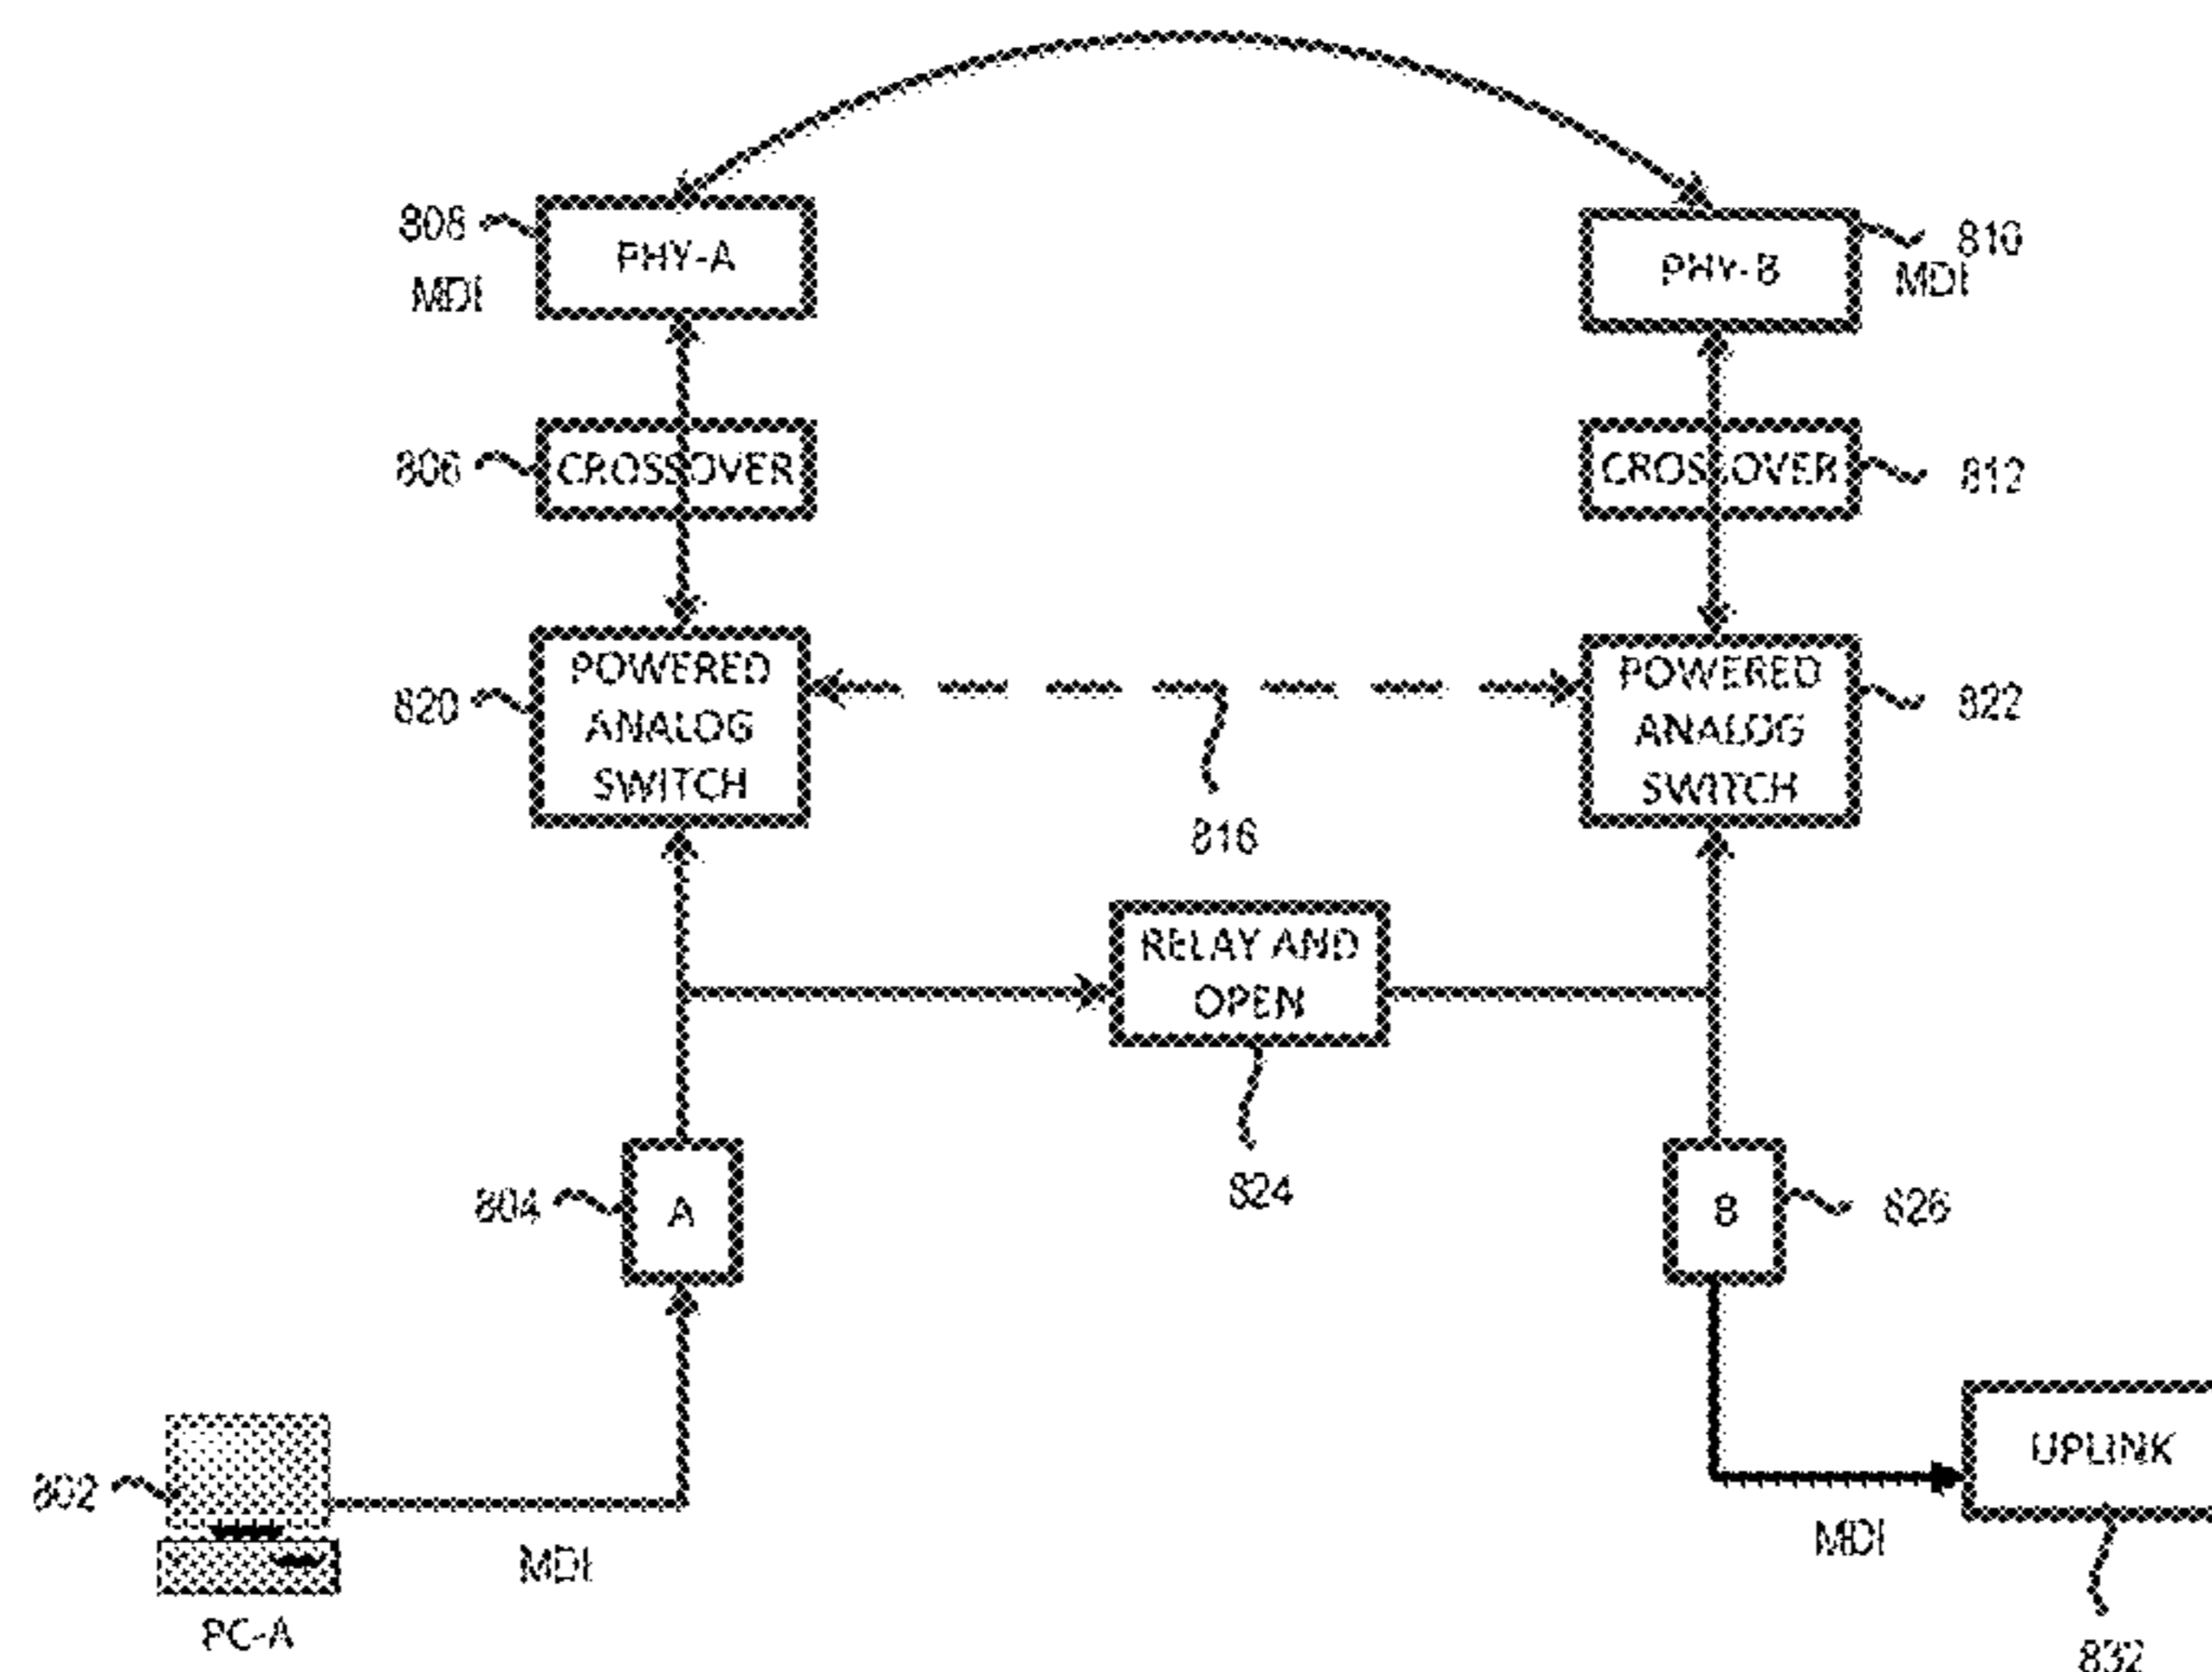 808
PHY-A
MDI
PHY-B
810
MDI
806
CROSSOVER
CROSSOVER
812
820
POWERED
ANALOG
SWITCH
816
POWERED
ANALOG
SWITCH
822
RELAY AND
OPEN
824
804
A
B
826
802
PC-A
MDI
MDI
UPLINK
832